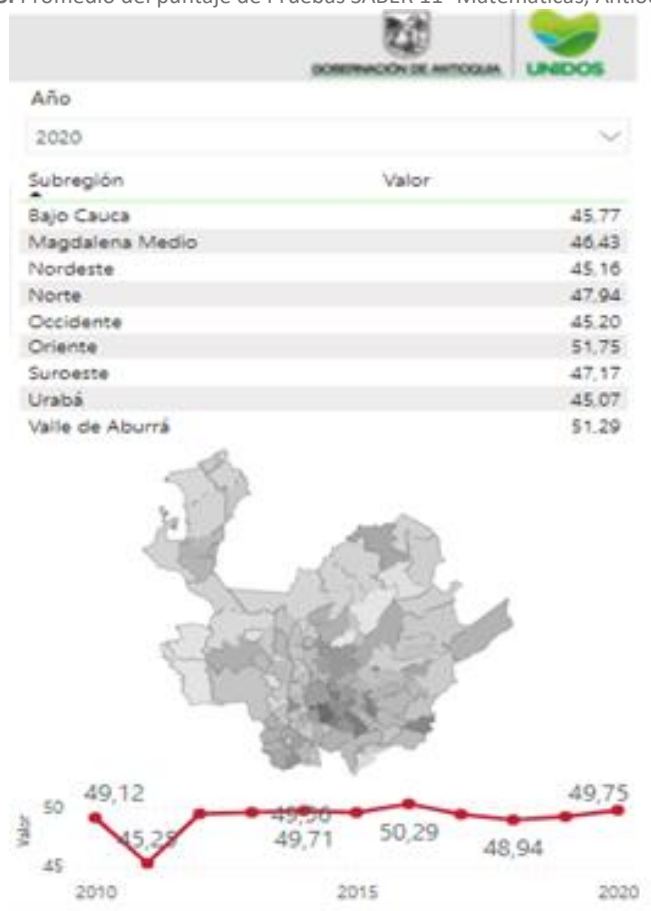 Promedio del puntaje de Pruebas SABER 11° Matemáticas,
GOBERNACIÓN DE ANTIOQUIA
UNIDOS
Año
2020
Subregión Valor
Bajo Cauca 45,77
Magdalena Medio 46,43
Nordeste 45,16
Norte 47,94
Occidente 45,20
Oriente 51,75
Suroeste 47,17
Urabá 45,07
Valle de Aburrá 51,29
Valor
50
45
49,12
45,25
49,71
50,29
48,94
49,75
2010 2015 2020